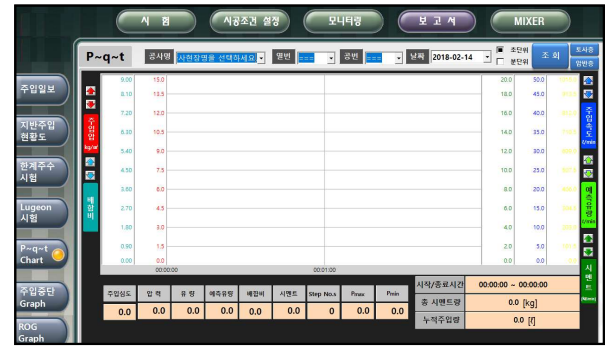 시 험
시공조건 설정
모니터링
보 고 서
MIXER
P~q~t
공사명
사현장명을 선택하세요
열번
===
공번
===
날짜
2018-02-14
초단위
분단위
조 회
토사층
암반층
주입일보
지반주입
현황도
한계주수
시험
Lugeon
시험
P~q~t
Chart
주입중단
Graph
ROG
Graph
주입압
kg/㎠
배합비
9.00 15.0
8.10 13.5
7.20 12.0
6.30 10.5
5.40 9.0
4.50 7.5
3.60 6.0
2.70 4.5
1.80 3.0
0.90 1.5
0.00 0.0
20.0 50.0
18.0 45.0
16.0 40.0
14.0 35.0
12.0 30.0
10.0 25.0
8.0 20.0
6.0 15.0
4.0 10.0
2.0 5.0
0.0 0.0
주입속도
ℓ/min
예측유량
ℓ/min
시멘트
00:00:00
00:01:00
주입심도 압 력 유 량 예측유량 배합비 시멘트 Step No.s Pmax Pmin
0.0 0.0 0.0 0.0 0.0 0.0 0 0.0 0.0
시작/종료시간 00:00:00 ~ 00:00:00
총 시멘트량 0.0 [kg]
누적주입량 0.0 [ℓ]